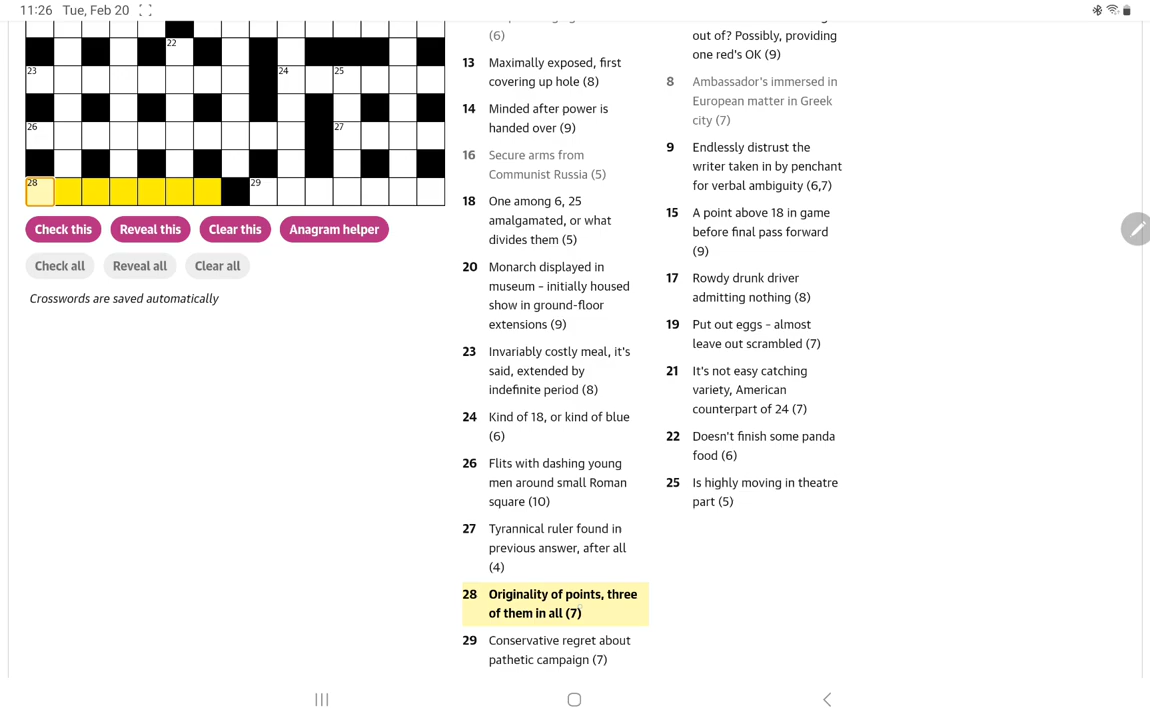 11:26 Tue, Feb 20
22
23
24
25
26
27
28
29
Check this
Reveal this
Clear this
Anagram helper
Check all
Reveal all
Clear all
Crosswords are saved automatically
(6)
13 Maximally exposed, first
covering up hole (8)
14 Minded after power is
handed over (9)
16 Secure arms from
Communist Russia (5)
18 One among 6, 25
amalgamated, or what
divides them (5)
20 Monarch displayed in
museum - initially housed
show in ground-floor
extensions (9)
23 Invariably costly meal, it's
said, extended by
indefinite period (8)
24 Kind of 18, or kind of blue
(6)
26 Flits with dashing young
men around small Roman
square (10)
27 Tyrannical ruler found in
previous answer, after all
(4)
28 Originality of points, three
of them in all (7)
29 Conservative regret about
pathetic campaign (7)
out of? Possibly, providing
one red's OK (9)
8 Ambassador's immersed in
European matter in Greek
city (7)
9 Endlessly distrust the
writer taken in by penchant
for verbal ambiguity (6,7)
15 A point above 18 in game
before final pass forward
(9)
17 Rowdy drunk driver
admitting nothing (8)
19 Put out eggs - almost
leave out scrambled (7)
21 It's not easy catching
variety, American
counterpart of 24 (7)
22 Doesn't finish some panda
food (6)
25 Is highly moving in theatre
part (5)